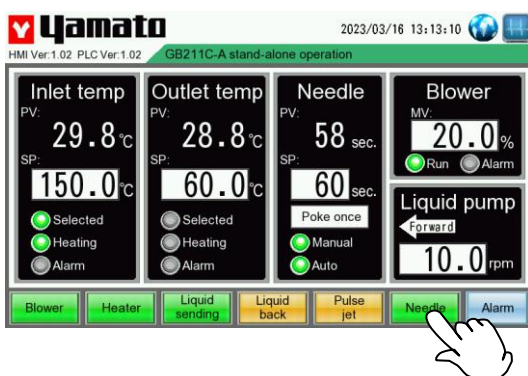 Yamato
2023/03/16 13:13:10
HMI Ver:1.02 PLC Ver:1.02
GB211C-A stand-alone operation
Inlet temp
PV:
29.8℃
SP:
150.0℃
Selected
Heating
Alarm
Outlet temp
PV:
28.8℃
SP:
60.0℃
Selected
Heating
Alarm
Needle
PV:
58 sec.
SP:
60 sec.
Poke once
Manual
Auto
Blower
MV:
20.0%
Run Alarm
Liquid pump
Forward
10.0 rpm
Blower
Heater
Liquid
sending
Liquid
back
Pulse
jet
Needle
Alarm